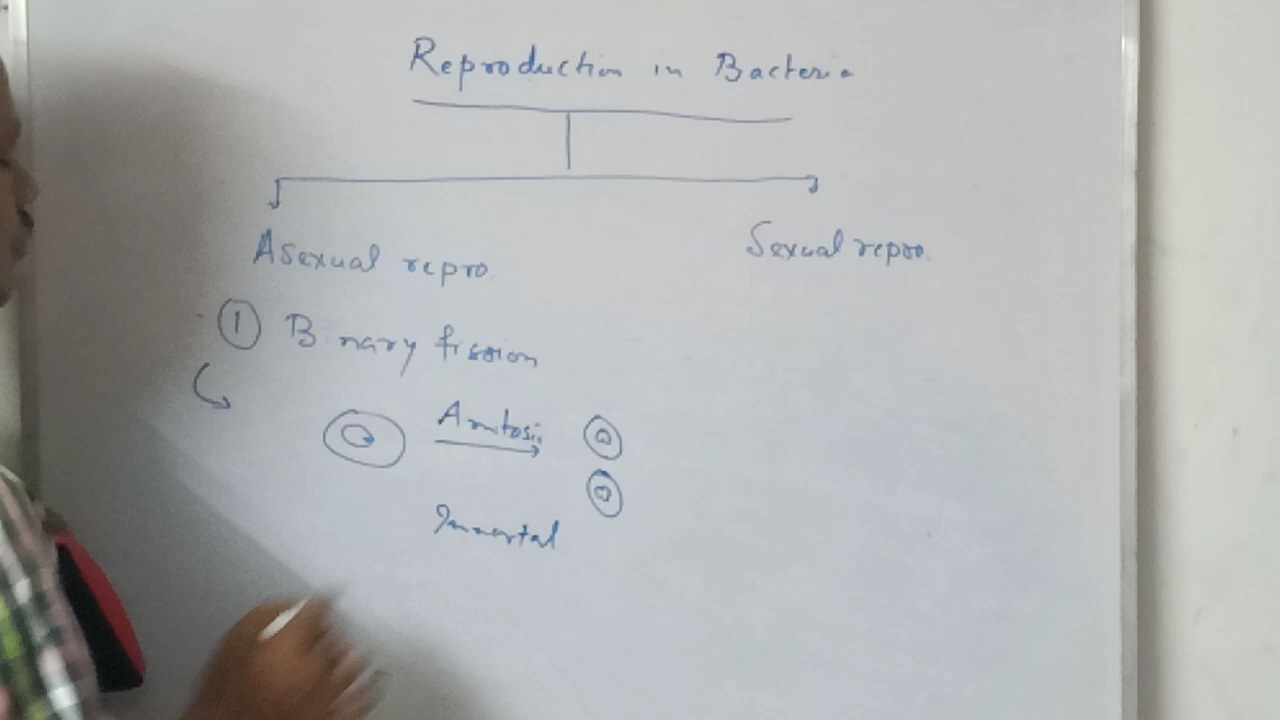 Reproduction in Bacteria
Asexual repro.
Sexual repro.
① Binary fission
Amitosis
Immortal